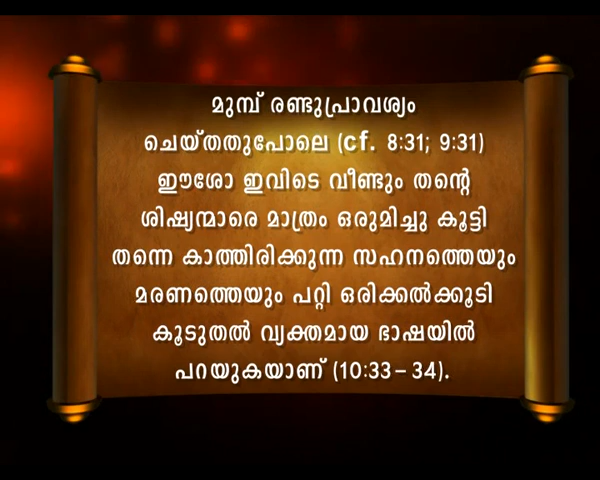 മുമ്പ് രണ്ടുപ്രാവശ്യം
ചെയ്തതുപോലെ (cf. 8:31; 9:31)
ഈശോ ഇവിടെ വീണ്ടും തന്റെ
ശിഷ്യന്മാരെ മാത്രം ഒരുമിച്ചു കൂട്ടി
തന്നെ കാത്തിരിക്കുന്ന സഹനത്തെയും
മരണത്തെയും പറ്റി ഒരിക്കൽക്കൂടി
കൂടുതൽ വ്യക്തമായ ഭാഷയിൽ
പറയുകയാണ് (10:33–34).